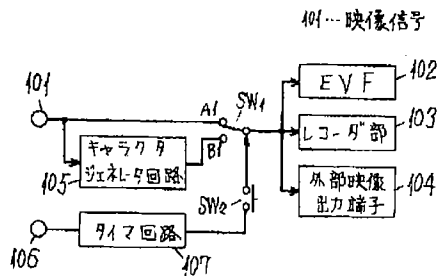 101…映像信号
101
A1
SW1
B1
キャラクタ
ジェネレータ回路
105
SW2
106
タイマ回路
107
EVF
102
レコーダ部
103
外部映像
出力端子
104